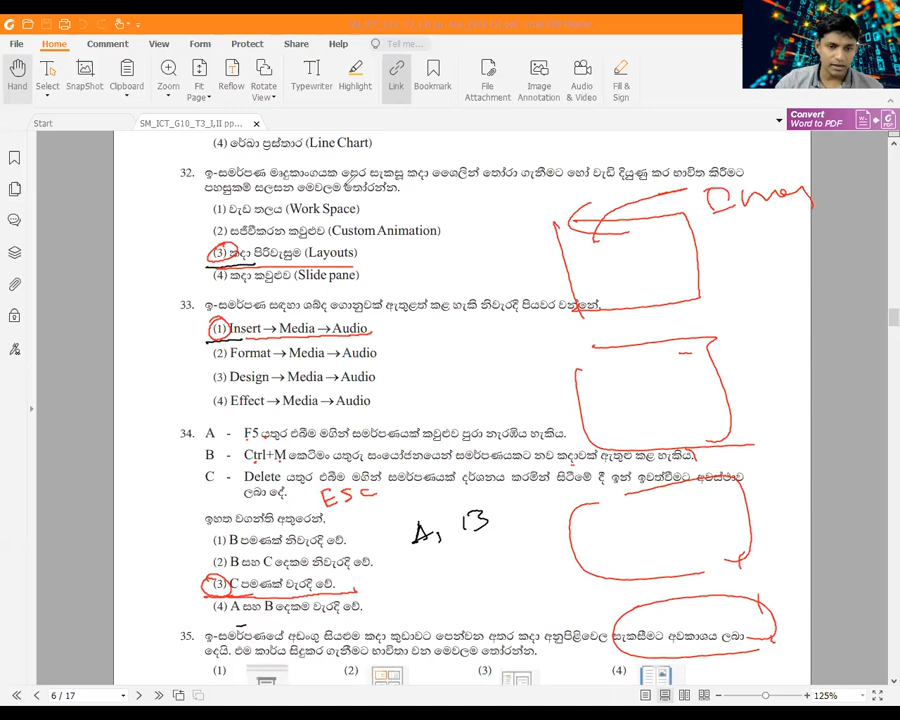 File Home Comment View Form Protect Share Help Tell me...
Hand Select SnapShot Clipboard Zoom Fit Page Reflow Rotate View Typewriter Highlight Link Bookmark File Attachment Image Annotation Audio & Video Fill & Sign
Start SM_ICT_G10_T3_I,II pp... Convert Word to PDF
(4) රේඛා ප්‍රස්තාර (Line Chart)
32. ඉ-සමර්පණ මෘදුකාංගයක පෙර සැකසූ කදා ශෛලීන් තෝරා ගැනීමට හෝ වැඩි දියුණු කර භාවිත කිරීමට
පහසුකම් සලසන මෙවලම තෝරන්න.
(1) වැඩ තලය (Work Space)
(2) සජීවීකරන කවුළුව (Custom Animation)
(3) කදා පිරිවැසුම (Layouts)
(4) කදා කවුළුව (Slide pane)
33. ඉ-සමර්පණ සඳහා ශබ්ද ගොනුවක් ඇතුළත් කළ හැකි නිවැරදි පියවර වන්නේ,
(1) Insert → Media → Audio
(2) Format → Media → Audio
(3) Design → Media → Audio
(4) Effect → Media → Audio
34. A - F5 යතුර එබීම මගින් සමර්පණයක් කවුළුව පුරා නැරඹිය හැකිය.
B - Ctrl+M කෙටිමං යතුරු සංයෝජනයෙන් සමර්පණයකට නව කදාවක් ඇතුළු කළ හැකිය.
C - Delete යතුර එබීම මගින් සමර්පණයක් දර්ශනය කරමින් සිටීමේ දී ඉන් ඉවත්වීමට අවස්ථාව
ලබා දේ.
ESC
ඉහත වගන්ති අතුරෙන්,
A, B
(1) B පමණක් නිවැරදි වේ.
(2) B සහ C දෙකම නිවැරදි වේ.
(3) C පමණක් වැරදි වේ.
(4) A සහ B දෙකම වැරදි වේ.
35. ඉ-සමර්පණයේ අඩංගු සියළුම කදා කුඩාවට පෙන්වන අතර කදා අනුපිළිවෙල සැකසීමට අවකාශය ලබා
දෙයි. එම කාර්ය සිදුකර ගැනීමට භාවිතා වන මෙවලම තෝරන්න.
(1) (2) (3) (4)
6 / 17 125%